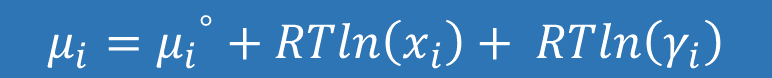 μᵢ = μᵢ° + RTln(xᵢ) + RTln(γᵢ)